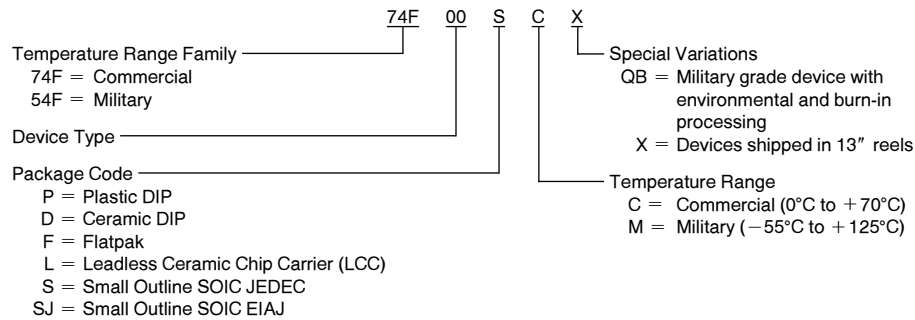 74F 00 S C X
Temperature Range Family
74F = Commercial
54F = Military
Device Type
Package Code
P = Plastic DIP
D = Ceramic DIP
F = Flatpak
L = Leadless Ceramic Chip Carrier (LCC)
S = Small Outline SOIC JEDEC
SJ = Small Outline SOIC EIAJ
Special Variations
QB = Military grade device with
environmental and burn-in
processing
X = Devices shipped in 13″ reels
Temperature Range
C = Commercial (0°C to +70°C)
M = Military (−55°C to +125°C)